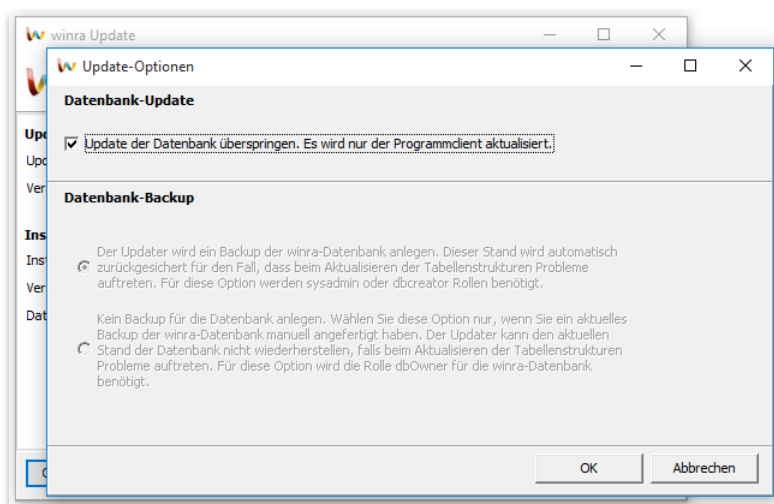 winra Update
Update-Optionen
Datenbank-Update
Update der Datenbank überspringen. Es wird nur der Programmclient aktualisiert.
Datenbank-Backup
Der Updater wird ein Backup der winra-Datenbank anlegen. Dieser Stand wird automatisch
zurückgesichert für den Fall, dass beim Aktualisieren der Tabellenstrukturen Probleme
auftreten. Für diese Option werden sysadmin oder dbcreator Rollen benötigt.
Kein Backup für die Datenbank anlegen. Wählen Sie diese Option nur, wenn Sie ein aktuelles
Backup der winra-Datenbank manuell angefertigt haben. Der Updater kann den aktuellen
Stand der Datenbank nicht wiederherstellen, falls beim Aktualisieren der Tabellenstrukturen
Probleme auftreten. Für diese Option wird die Rolle dbOwner für die winra-Datenbank
benötigt.
OK
Abbrechen